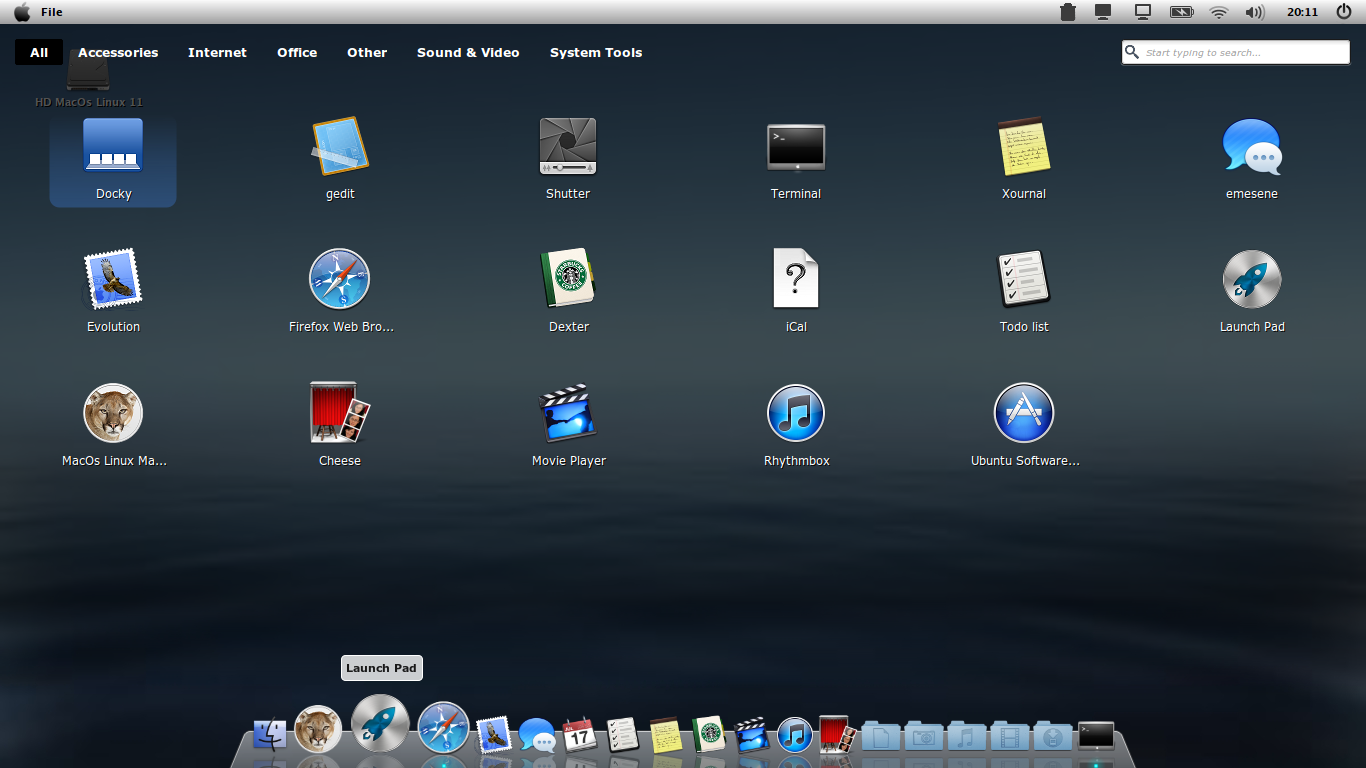 File
20:11
All
Accessories
Internet
Office
Other
Sound & Video
System Tools
Start typing to search...
HD MacOs Linux 11
Docky
gedit
Shutter
Terminal
Xournal
emesene
Evolution
Firefox Web Bro...
Dexter
iCal
Todo list
Launch Pad
MacOs Linux Ma...
Cheese
Movie Player
Rhythmbox
Ubuntu Software...
Launch Pad
17